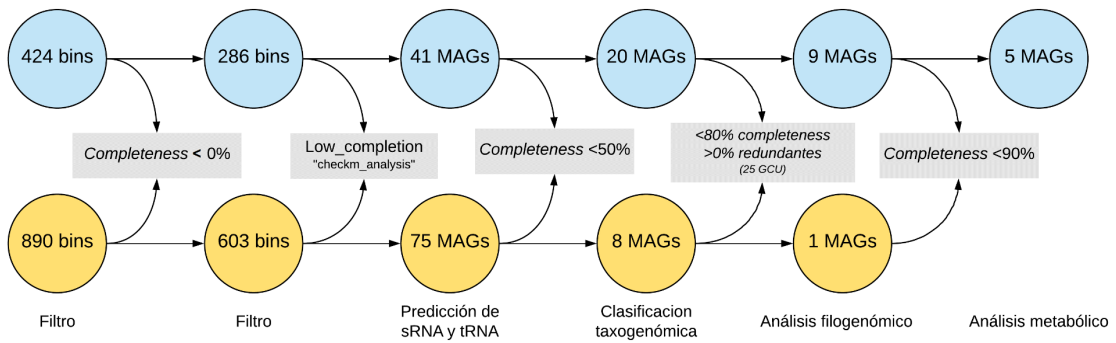 424 bins
286 bins
41 MAGs
20 MAGs
9 MAGs
5 MAGs
Completeness < 0%
Low_completion
"checkm_analysis"
Completeness <50%
<80% completeness
>0% redundantes
(25 GCU)
Completeness <90%
890 bins
603 bins
75 MAGs
8 MAGs
1 MAGs
Filtro
Filtro
Predicción de
sRNA y tRNA
Clasificacion
taxogenómica
Análisis filogenómico
Análisis metabólico